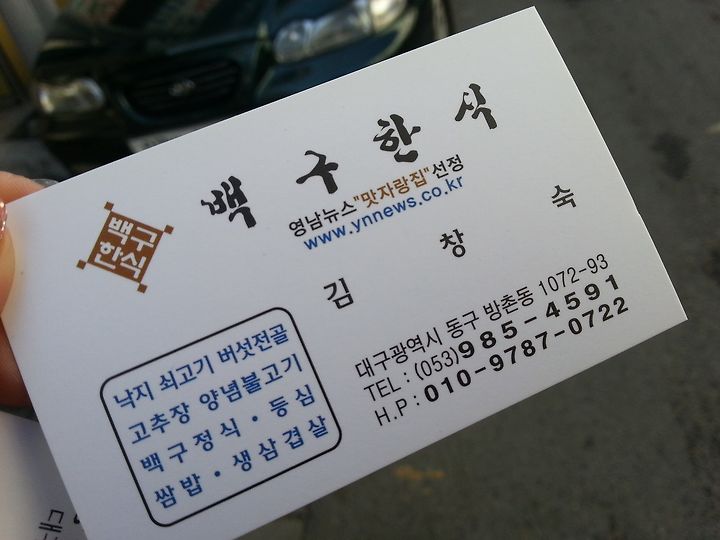 백구한식
영남뉴스"맛자랑집"선정
www.ynnews.co.kr
백구
한식
김창숙
대구광역시 동구 방촌동 1072-93
TEL : (053)985-4591
H.P : 010-9787-0722
낙지 쇠고기 버섯전골
고추장 양념불고기
백구정식·등심
쌈밥·생삼겹살